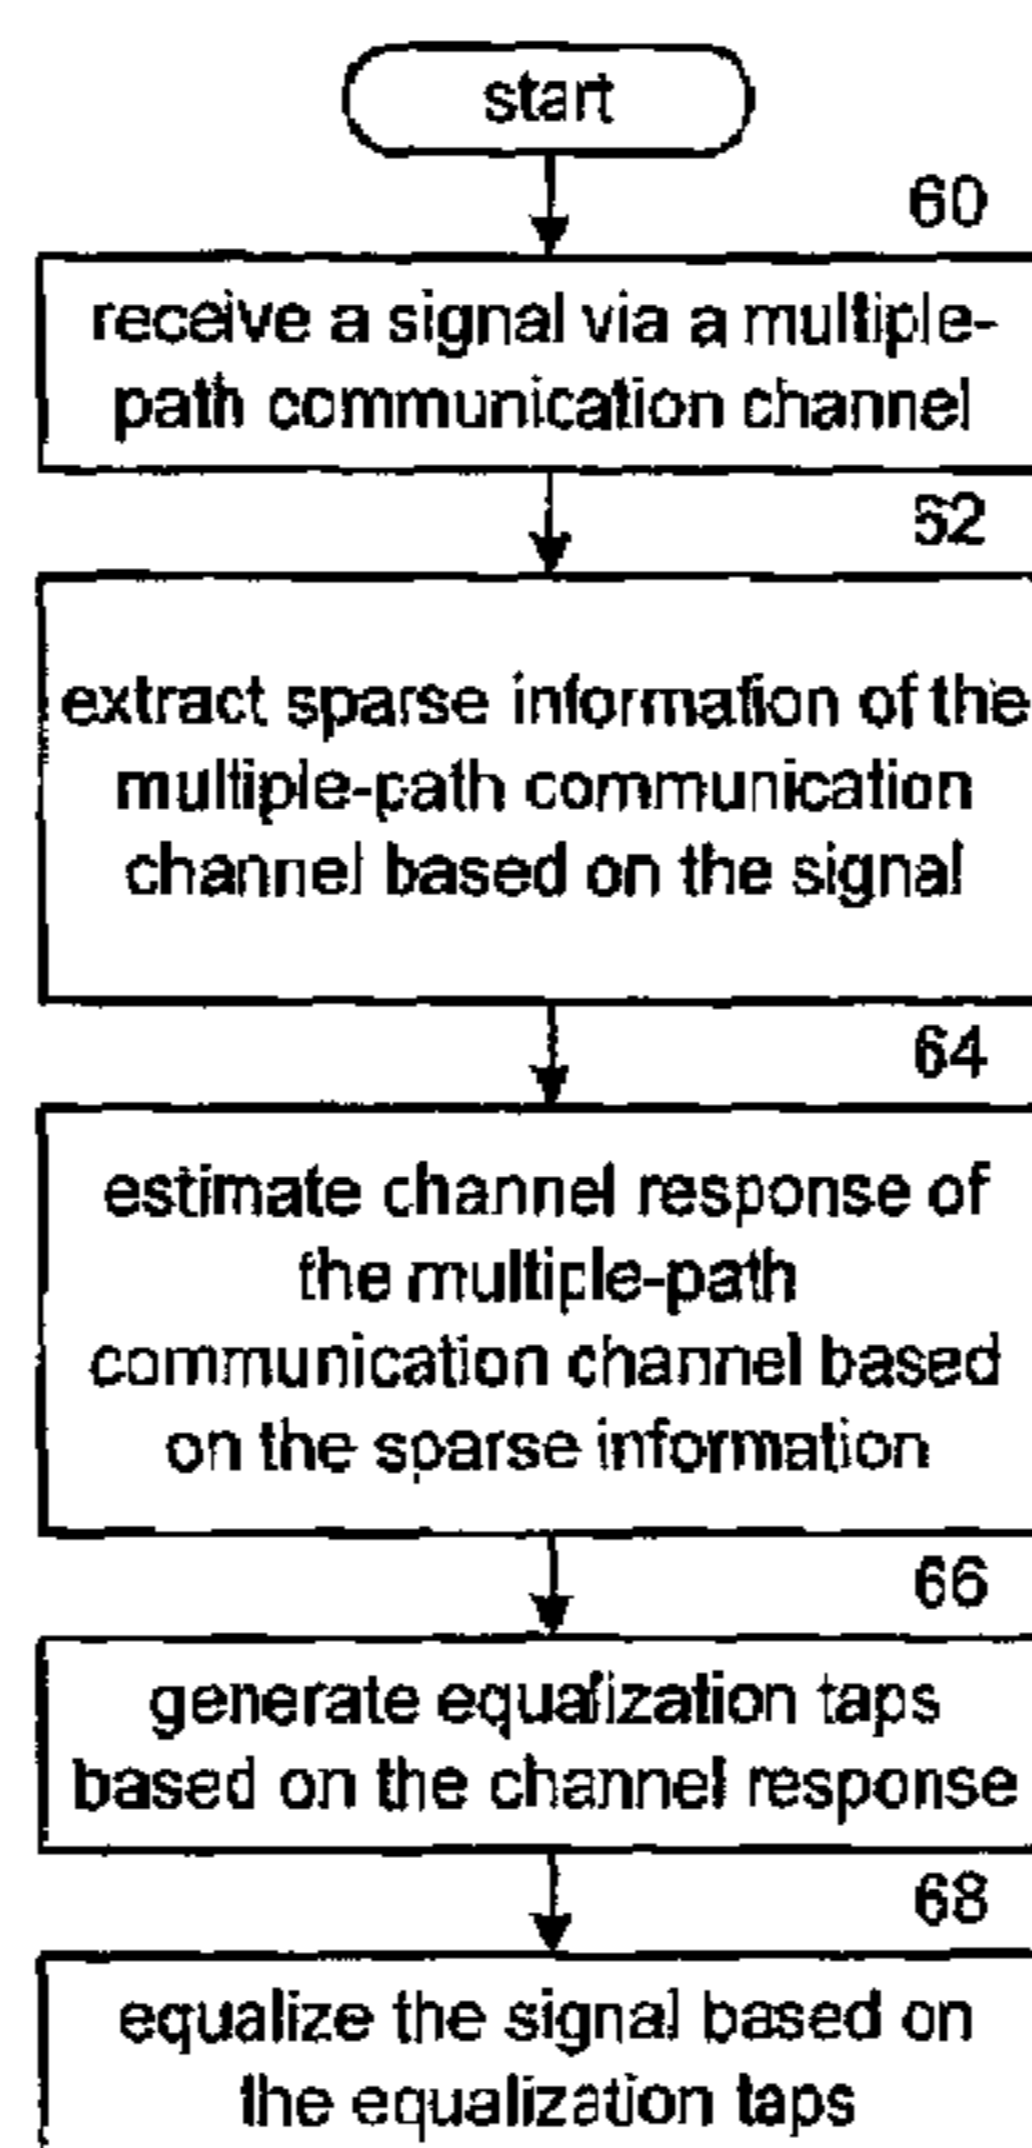 start
60
receive a signal via a multiple-
path communication channel
62
extract sparse information of the
multiple-path communication
channel based on the signal
64
estimate channel response of
the multiple-path
communication channel based
on the sparse information
66
generate equalization taps
based on the channel response
68
equalize the signal based on
the equalization taps